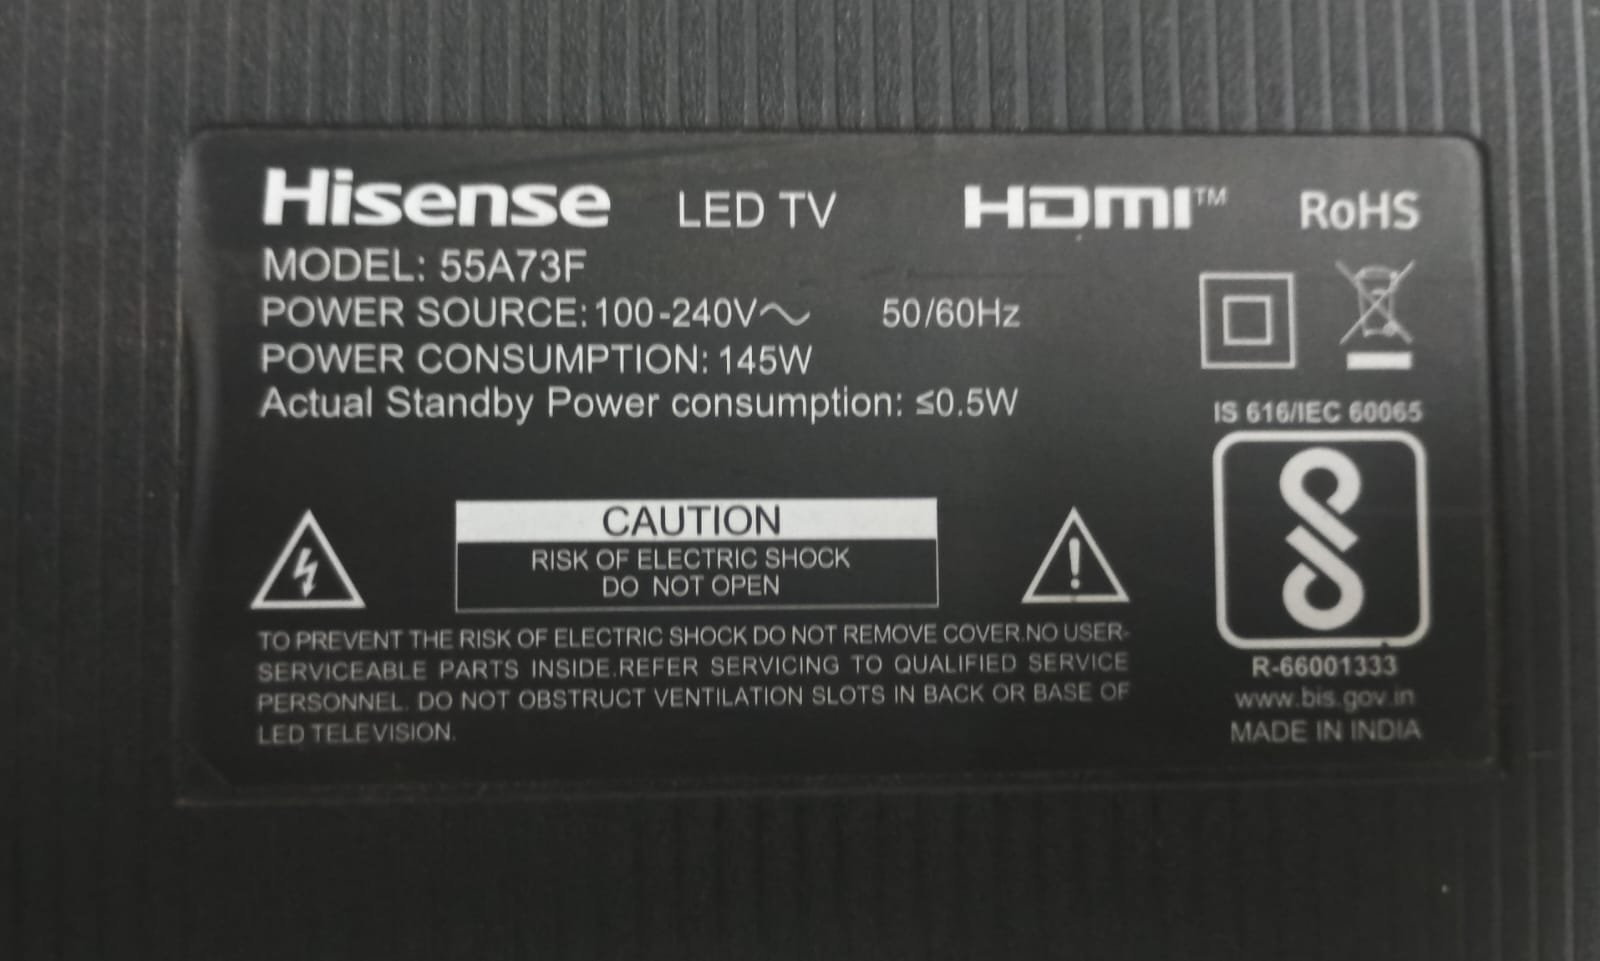 Hisense LED TV HDMI™ RoHS
MODEL: 55A73F
POWER SOURCE: 100-240V~ 50/60Hz
POWER CONSUMPTION: 145W
Actual Standby Power consumption: ≤0.5W
IS 616/IEC 60065
CAUTION
RISK OF ELECTRIC SHOCK
DO NOT OPEN
TO PREVENT THE RISK OF ELECTRIC SHOCK DO NOT REMOVE COVER.NO USER-
SERVICEABLE PARTS INSIDE.REFER SERVICING TO QUALIFIED SERVICE
PERSONNEL. DO NOT OBSTRUCT VENTILATION SLOTS IN BACK OR BASE OF
LED TELEVISION.
R-66001333
www.bis.gov.in
MADE IN INDIA